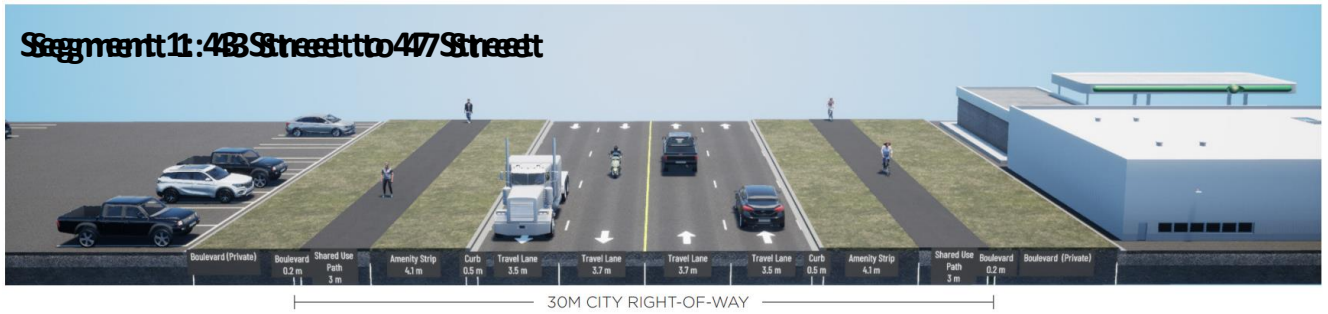 Segment 1: 43 Street to 47 Street
Boulevard (Private)
Boulevard
0.2 m
Shared Use
Path
3 m
Amenity Strip
4.1 m
Curb
0.5 m
Travel Lane
3.5 m
Travel Lane
3.7 m
Travel Lane
3.7 m
Travel Lane
3.5 m
Curb
0.5 m
Amenity Strip
4.1 m
Shared Use
Path
3 m
Boulevard
0.2 m
Boulevard (Private)
30M CITY RIGHT-OF-WAY